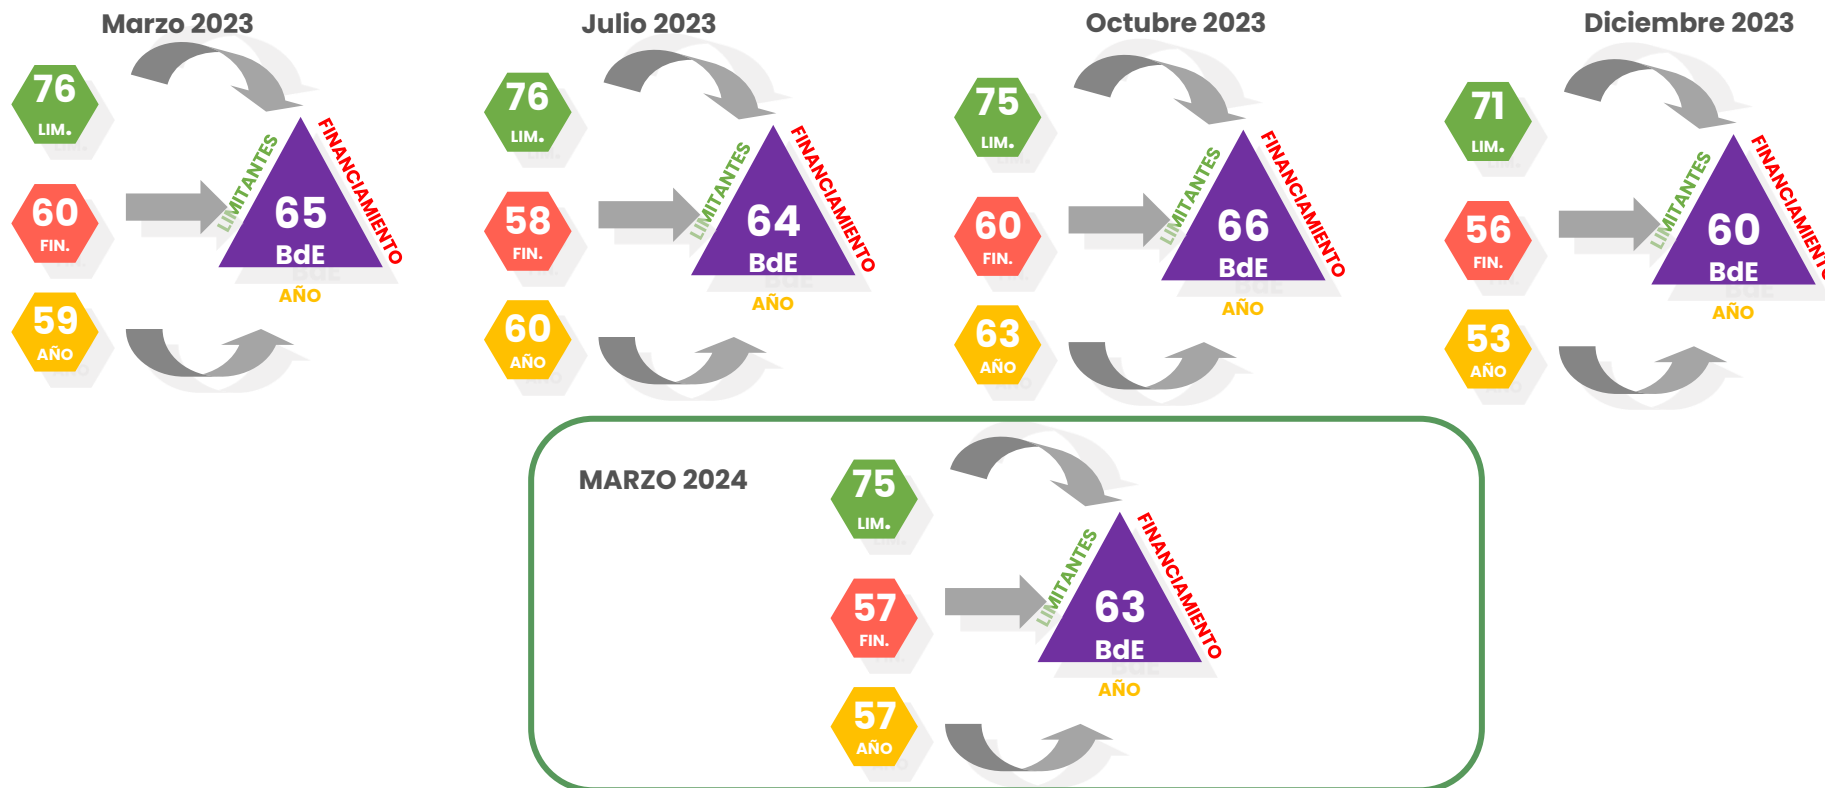 Marzo 2023
76
LIM.
60
FIN.
59
AÑO
LIMITANTES
FINANCIAMIENTO
65
BdE
AÑO
Julio 2023
76
LIM.
58
FIN.
60
AÑO
LIMITANTES
FINANCIAMIENTO
64
BdE
AÑO
Octubre 2023
75
LIM.
60
FIN.
63
AÑO
LIMITANTES
FINANCIAMIENTO
66
BdE
AÑO
Diciembre 2023
71
LIM.
56
FIN.
53
AÑO
LIMITANTES
FINANCIAMIENTO
60
BdE
AÑO
MARZO 2024
75
LIM.
57
FIN.
57
AÑO
LIMITANTES
FINANCIAMIENTO
63
BdE
AÑO